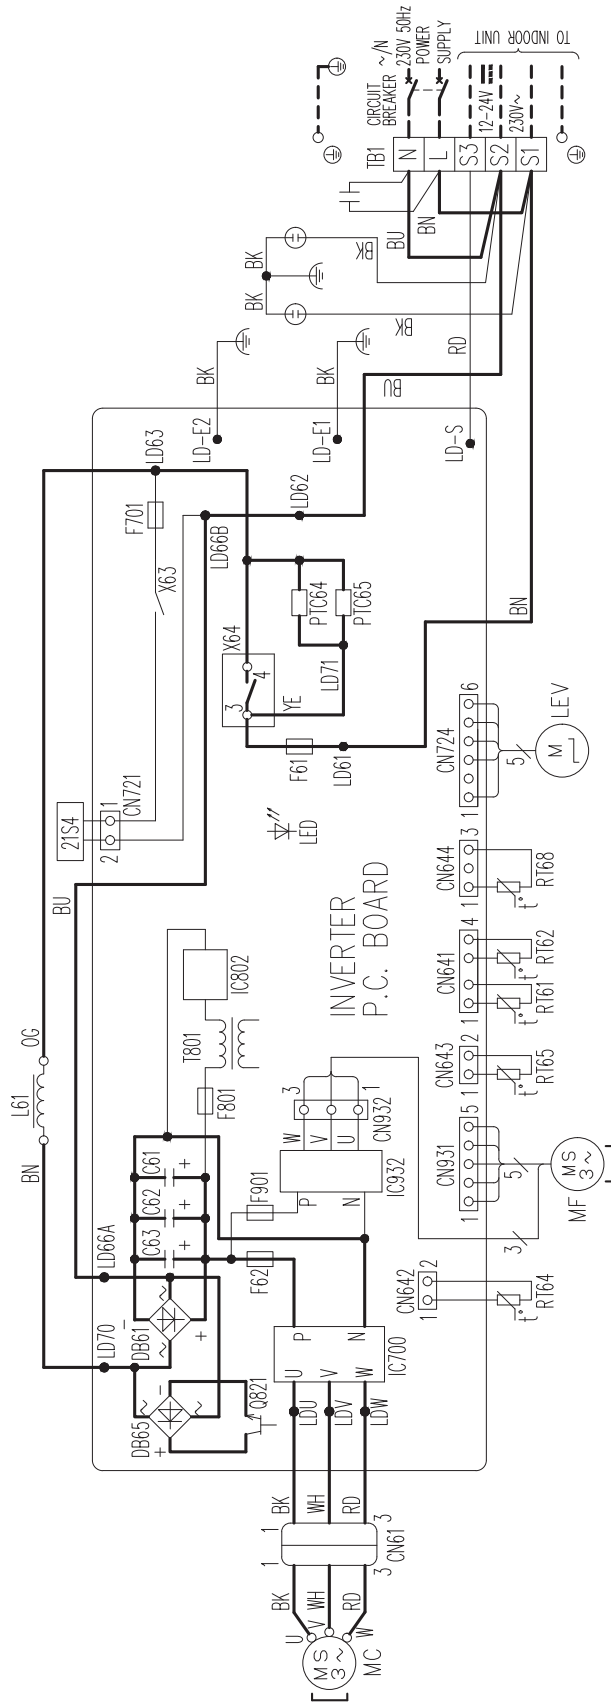 CIRCUIT
BREAKER
~/N
230V 50Hz
POWER
SUPPLY
TO INDOOR UNIT
12-24V
230V~
TB1
N
L
S3
S2
S1
BU
BN
BK
BK
BK
BK
RD
BU
BK
BK
LD-E2
LD-E1
LD-S
LD63
F701
X63
LD62
LD66B
PTC64
PTC65
X64
3
4
LD71
YE
F61
LD61
BN
21S4
2
1
CN721
LED
BU
OG
L61
BN
IC802
T801
F801
INVERTER
P.C. BOARD
CN724
1
6
5
M
LEV
CN644
1
3
RT68
t°
CN641
1
4
RT61
t°
RT62
t°
CN643
1
2
RT65
t°
CN931
1
5
5
MS
3~
MF
3
CN642
1
2
RT64
t°
W
V
U
3
1
CN932
IC932
P
N
F901
F62
C61
+
C62
+
C63
+
LD66A
LD70
DB61
~
~
-
+
DB65
~
~
-
+
Q821
P
N
U
V
W
IC700
LDU
LDV
LDW
BK
WH
RD
1
1
3
3
CN61
BK
WH
RD
U
V
W
MS
3~
MC